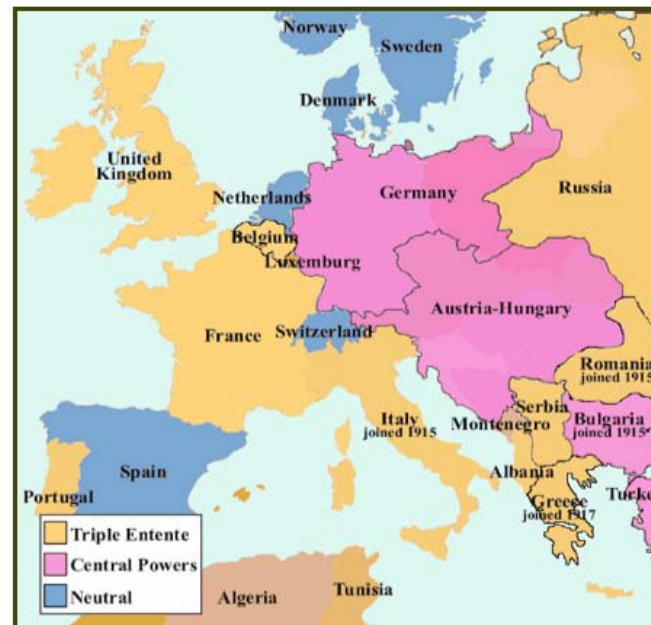 Norway
Sweden
Denmark
United
Kingdom
Netherlands
Germany
Russia
Belgium
Luxemburg
Austria-Hungary
France
Switzerland
Romania
joined 1915
Serbia
Italy
joined 1915
Montenegro
Bulgaria
joined 1915
Spain
Albania
Portugal
Greece
joined 1917
Turke
Triple Entente
Central Powers
Neutral
Algeria
Tunisia